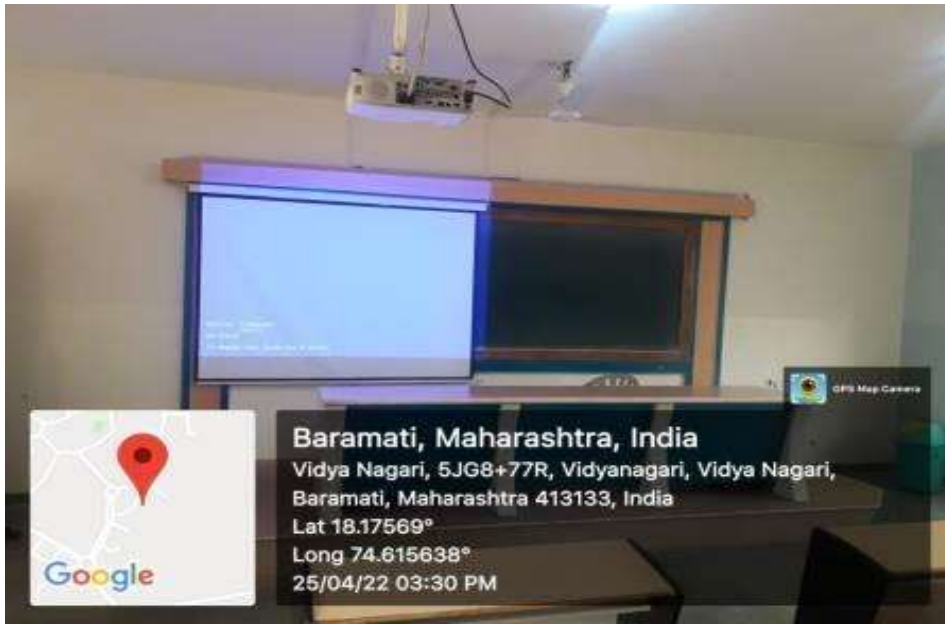 GPS Map Camera
Baramati, Maharashtra, India
Vidya Nagari, 5JG8+77R, Vidyanagari, Vidya Nagari,
Baramati, Maharashtra 413133, India
Lat 18.17569°
Long 74.615638°
25/04/22 03:30 PM
Google